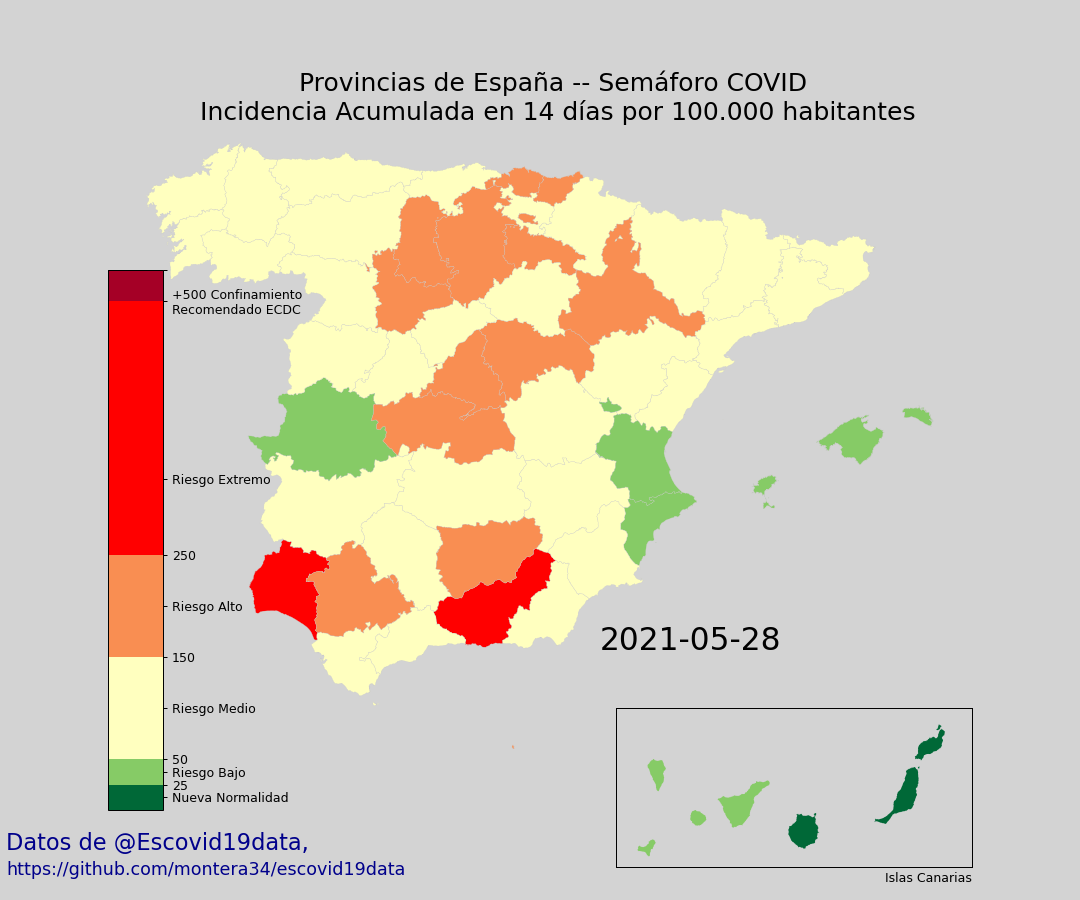 Provincias de España -- Semáforo COVID
Incidencia Acumulada en 14 días por 100.000 habitantes
+500 Confinamiento
Recomendado ECDC
Riesgo Extremo
250
Riesgo Alto
150
Riesgo Medio
50
Riesgo Bajo
25
Nueva Normalidad
2021-05-28
Islas Canarias
Datos de @Escovid19data,
https://github.com/montera34/escovid19data